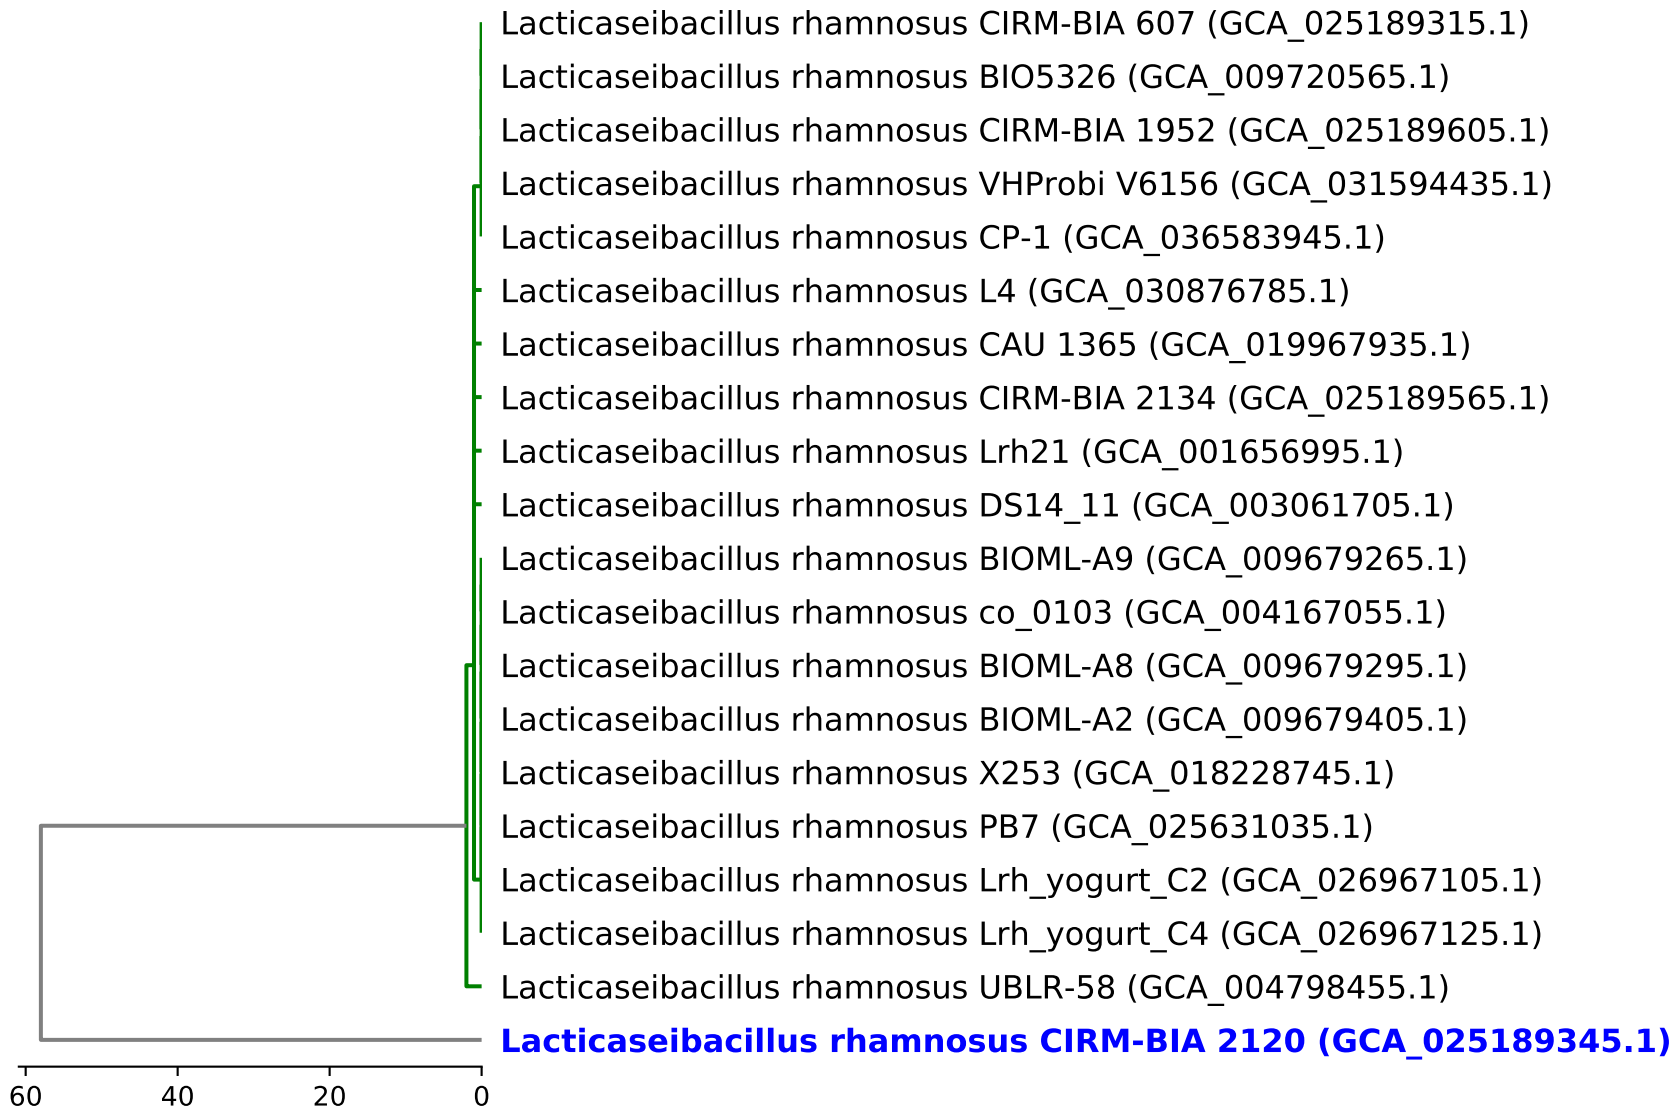 Lacticaseibacillus rhamnosus CIRM-BIA 607 (GCA_025189315.1)
Lacticaseibacillus rhamnosus BIO5326 (GCA_009720565.1)
Lacticaseibacillus rhamnosus CIRM-BIA 1952 (GCA_025189605.1)
Lacticaseibacillus rhamnosus VHProbi V6156 (GCA_031594435.1)
Lacticaseibacillus rhamnosus CP-1 (GCA_036583945.1)
Lacticaseibacillus rhamnosus L4 (GCA_030876785.1)
Lacticaseibacillus rhamnosus CAU 1365 (GCA_019967935.1)
Lacticaseibacillus rhamnosus CIRM-BIA 2134 (GCA_025189565.1)
Lacticaseibacillus rhamnosus Lrh21 (GCA_001656995.1)
Lacticaseibacillus rhamnosus DS14_11 (GCA_003061705.1)
Lacticaseibacillus rhamnosus BIOML-A9 (GCA_009679265.1)
Lacticaseibacillus rhamnosus co_0103 (GCA_004167055.1)
Lacticaseibacillus rhamnosus BIOML-A8 (GCA_009679295.1)
Lacticaseibacillus rhamnosus BIOML-A2 (GCA_009679405.1)
Lacticaseibacillus rhamnosus X253 (GCA_018228745.1)
Lacticaseibacillus rhamnosus PB7 (GCA_025631035.1)
Lacticaseibacillus rhamnosus Lrh_yogurt_C2 (GCA_026967105.1)
Lacticaseibacillus rhamnosus Lrh_yogurt_C4 (GCA_026967125.1)
Lacticaseibacillus rhamnosus UBLR-58 (GCA_004798455.1)
Lacticaseibacillus rhamnosus CIRM-BIA 2120 (GCA_025189345.1)
60 40 20 0